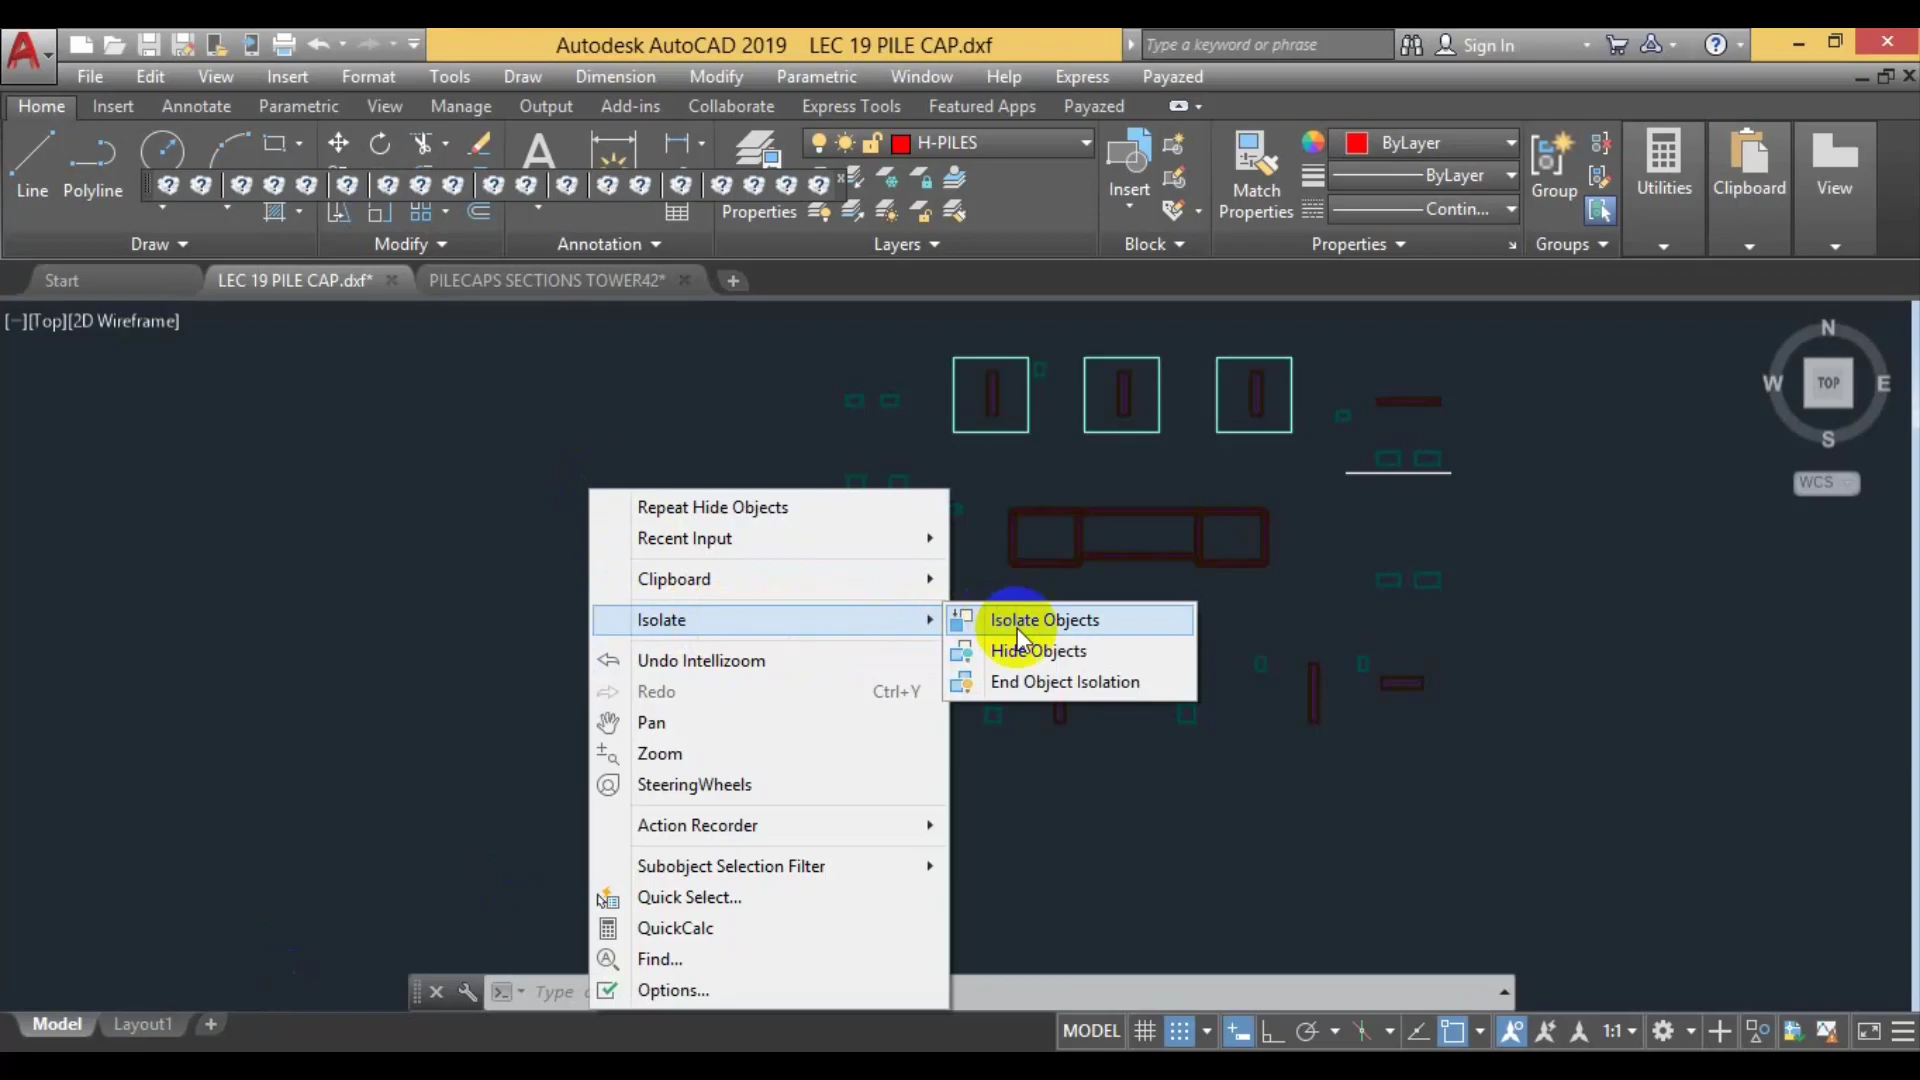 Autodesk AutoCAD 2019 LEC 19 PILE CAP.dxf
Type a keyword or phrase
Sign In
File Edit View Insert Format Tools Draw Dimension Modify Parametric Window Help Express Payazed
Home Insert Annotate Parametric View Manage Output Add-ins Collaborate Express Tools Featured Apps Payazed
H-PILES
ByLayer
Line Polyline
Insert
Match
Properties
ByLayer
Group
Utilities
Clipboard
View
Properties
Contin...
Draw
Modify
Annotation
Layers
Block
Properties
Groups
Start
LEC 19 PILE CAP.dxf*
PILECAPS SECTIONS TOWER42*
[−][Top][2D Wireframe]
N
W
TOP
E
S
WCS
Repeat Hide Objects
Recent Input
Clipboard
Isolate
Isolate Objects
Hide Objects
End Object Isolation
Undo Intellizoom
Redo Ctrl+Y
Pan
Zoom
SteeringWheels
Action Recorder
Subobject Selection Filter
Quick Select...
QuickCalc
Find...
Options...
Type
Model Layout1
MODEL
1:1